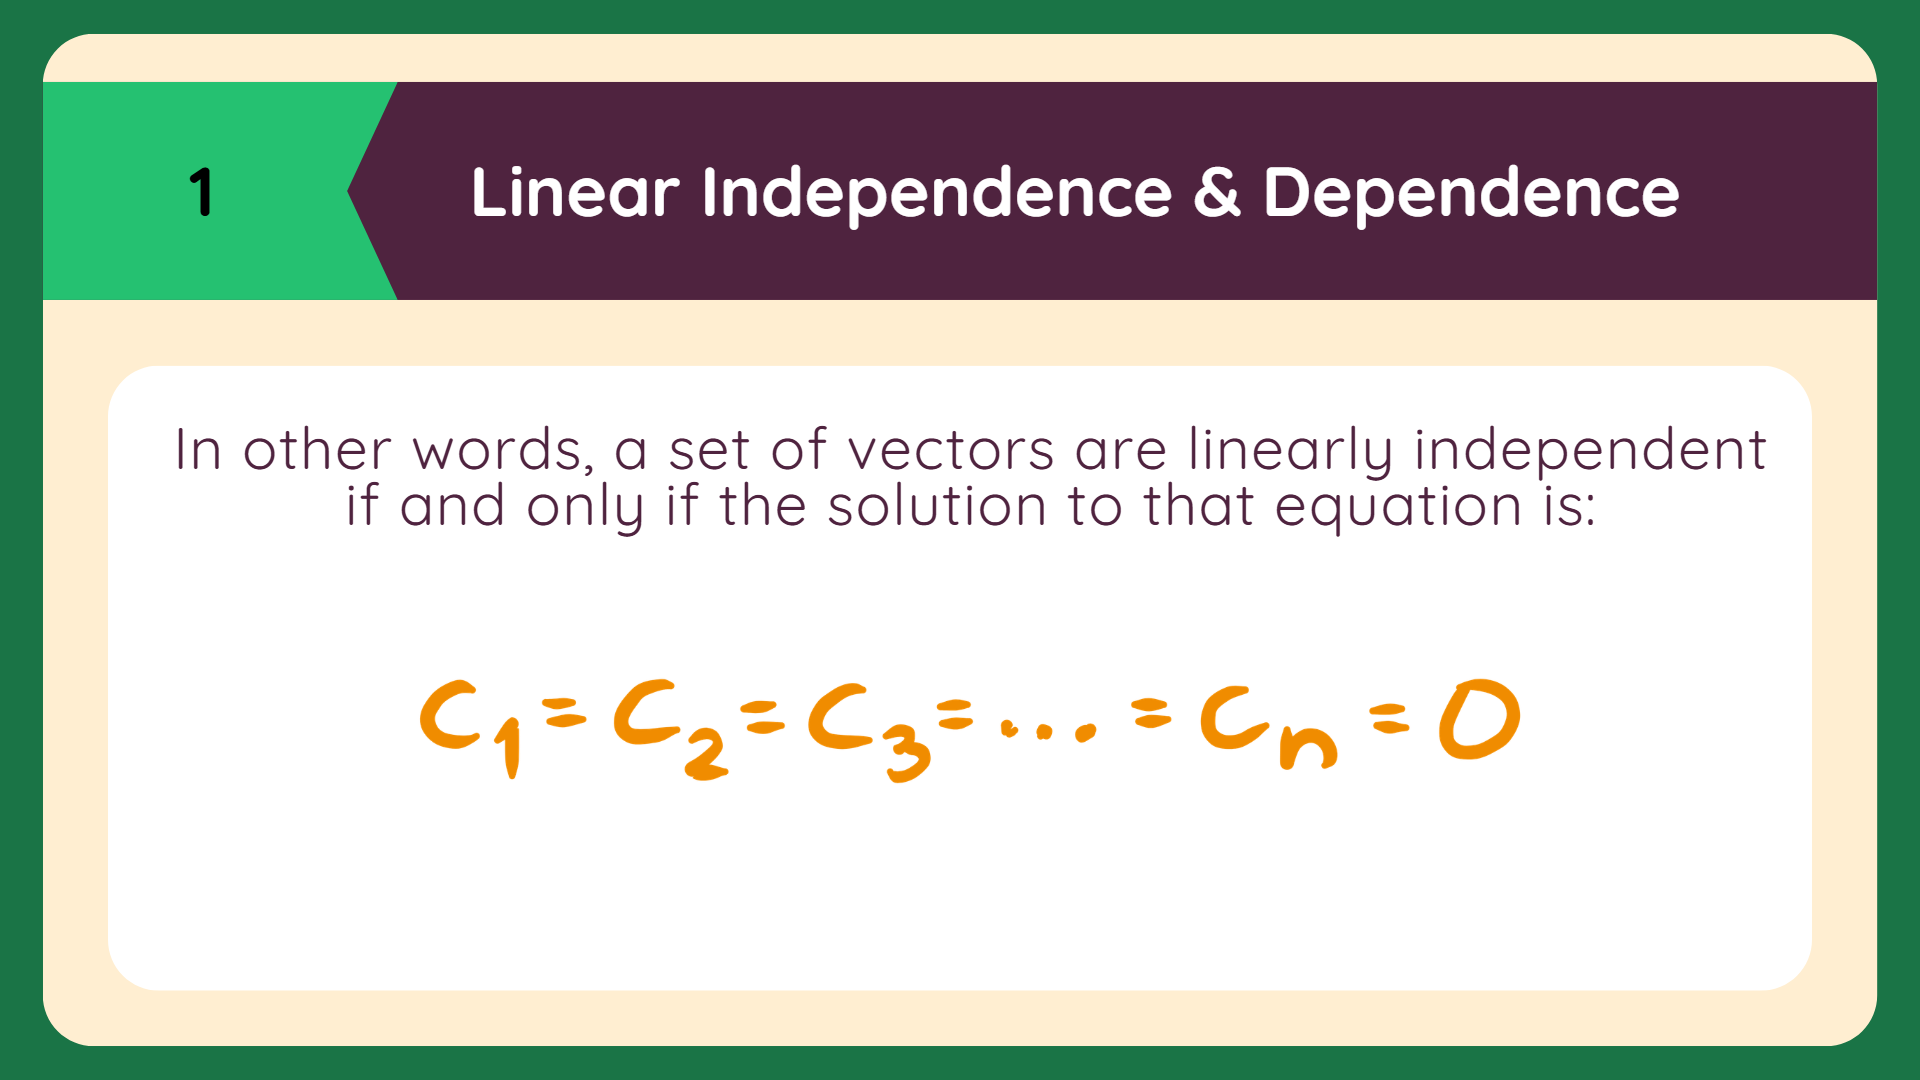 1
Linear Independence & Dependence
In other words, a set of vectors are linearly independent
if and only if the solution to that equation is:
C₁ = C₂ = C₃ = ... = Cₙ = 0